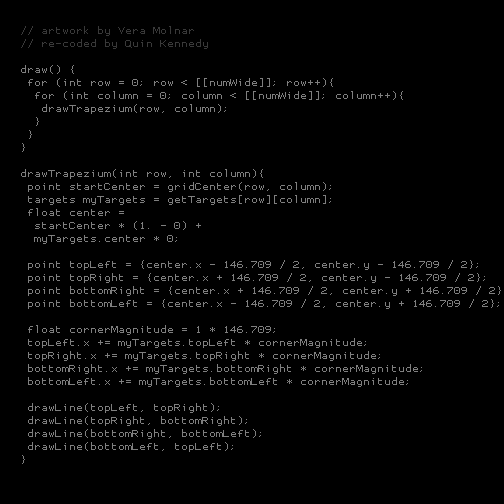 // artwork by Vera Molnar
// re-coded by Quin Kennedy

draw() {
 for (int row = 0; row < [[numWide]]; row++){
  for (int column = 0; column < [[numWide]]; column++){
   drawTrapezium(row, column);
  }
 }
}

drawTrapezium(int row, int column){
 point startCenter = gridCenter(row, column);
 targets myTargets = getTargets[row][column];
 float center =
  startCenter * (1. - 0) +
  myTargets.center * 0;

 point topLeft = {center.x - 146.709 / 2, center.y - 146.709 / 2};
 point topRight = {center.x + 146.709 / 2, center.y - 146.709 / 2};
 point bottomRight = {center.x + 146.709 / 2, center.y + 146.709 / 2}
 point bottomLeft = {center.x - 146.709 / 2, center.y + 146.709 / 2};

 float cornerMagnitude = 1 * 146.709;
 topLeft.x += myTargets.topLeft * cornerMagnitude;
 topRight.x += myTargets.topRight * cornerMagnitude;
 bottomRight.x += myTargets.bottomRight * cornerMagnitude;
 bottomLeft.x += myTargets.bottomLeft * cornerMagnitude;

 drawLine(topLeft, topRight);
 drawLine(topRight, bottomRight);
 drawLine(bottomRight, bottomLeft);
 drawLine(bottomLeft, topLeft);
}